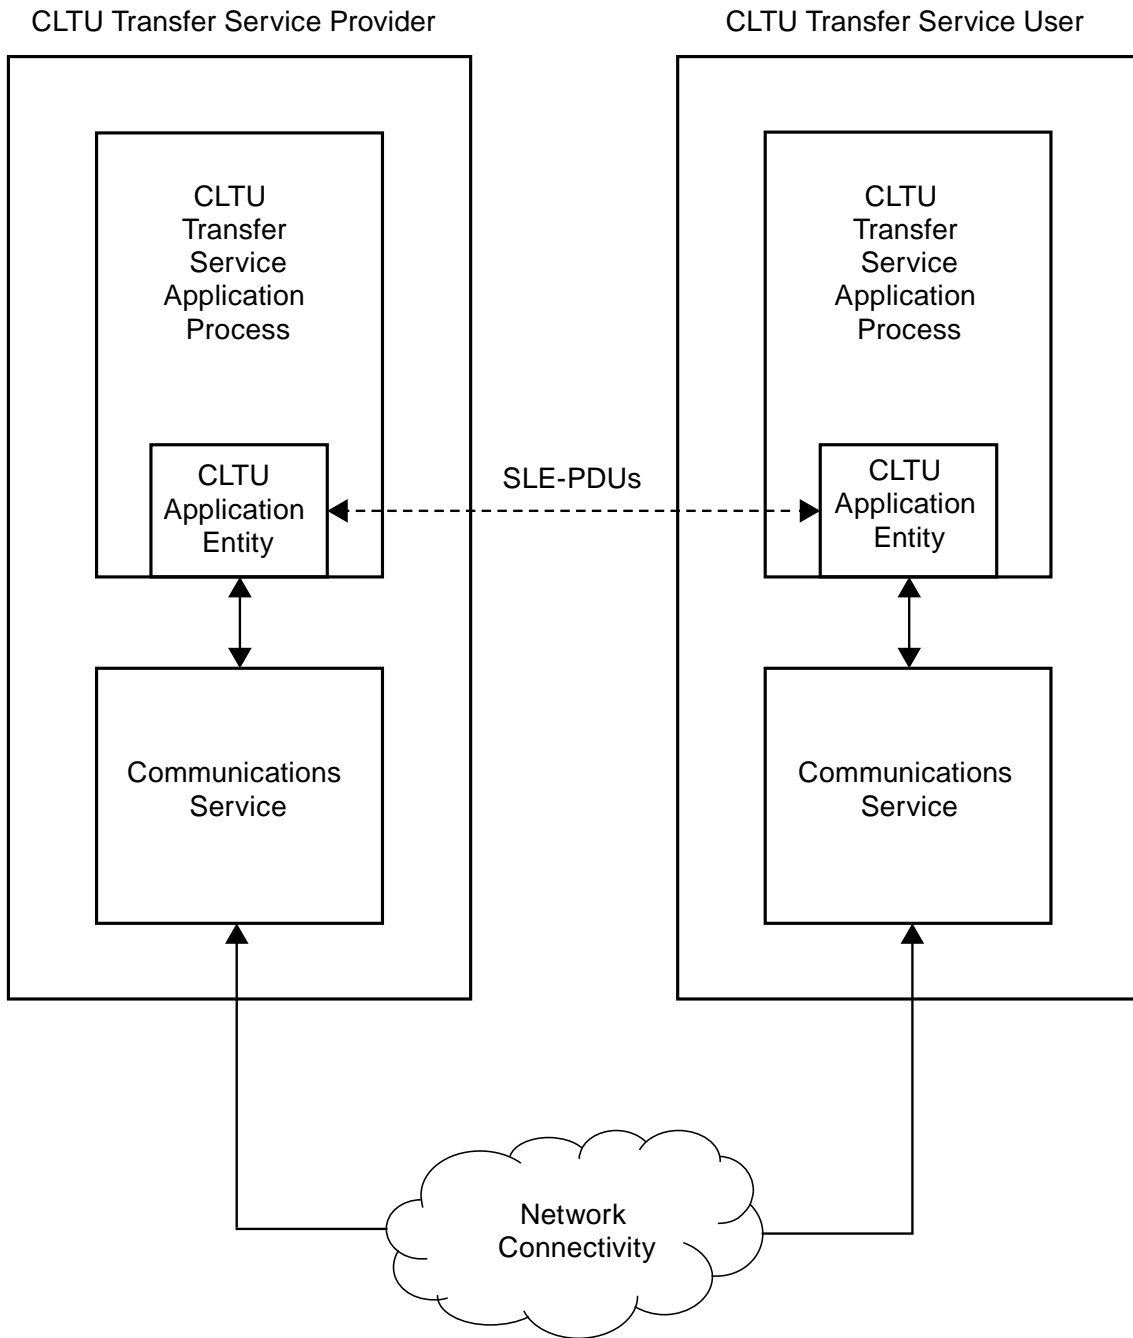 CLTU Transfer Service Provider
CLTU Transfer Service User
CLTU
Transfer
Service
Application
Process
CLTU
Transfer
Service
Application
Process
CLTU
Application
Entity
SLE-PDUs
CLTU
Application
Entity
Communications
Service
Communications
Service
Network
Connectivity